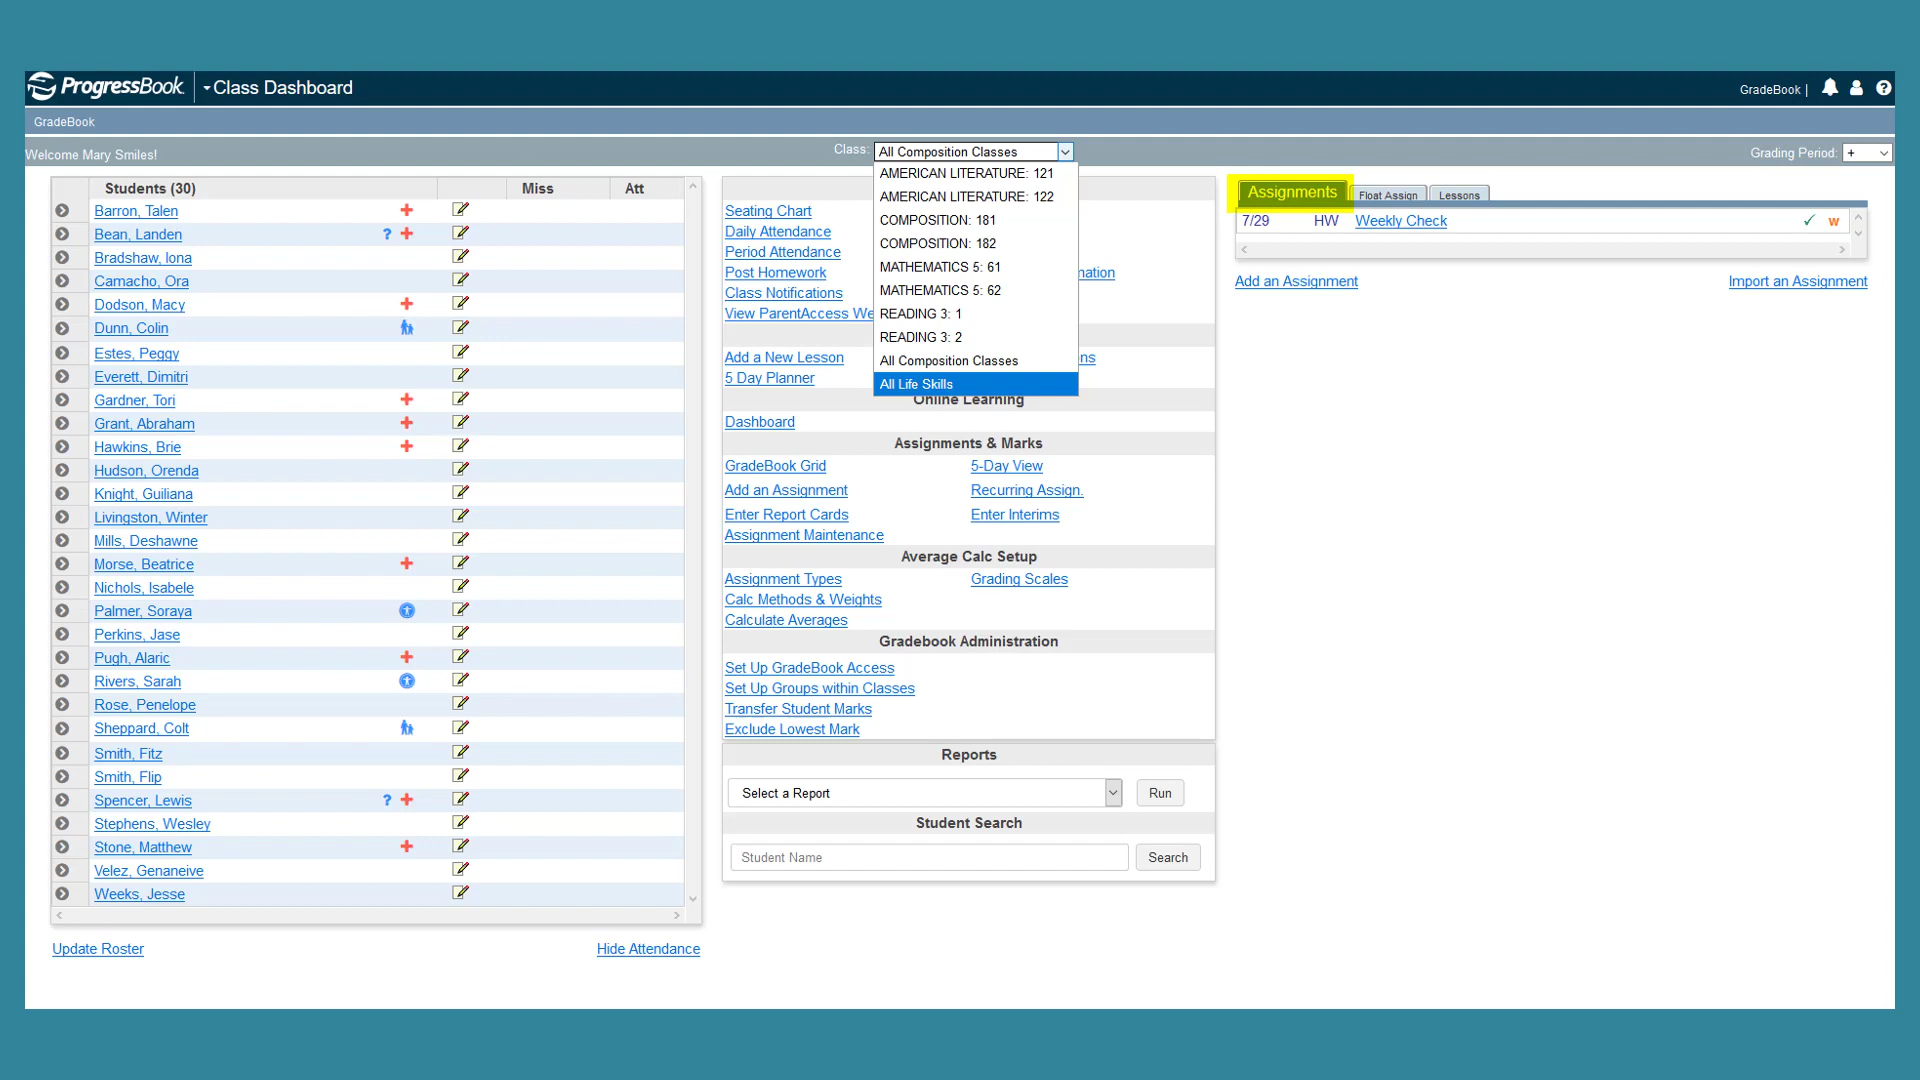 ProgressBook
Class Dashboard
GradeBook |
GradeBook
Welcome Mary Smiles!
Class:
All Composition Classes
Grading Period:
+
AMERICAN LITERATURE: 121
AMERICAN LITERATURE: 122
COMPOSITION: 181
COMPOSITION: 182
MATHEMATICS 5: 61
MATHEMATICS 5: 62
READING 3: 1
READING 3: 2
All Composition Classes
All Life Skills
Students (30)
Miss
Att
Barron, Talen
Bean, Landen
?
Bradshaw, Iona
Camacho, Ora
Dodson, Macy
Dunn, Colin
Estes, Peggy
Everett, Dimitri
Gardner, Tori
Grant, Abraham
Hawkins, Brie
Hudson, Orenda
Knight, Guiliana
Livingston, Winter
Mills, Deshawne
Morse, Beatrice
Nichols, Isabele
Palmer, Soraya
Perkins, Jase
Pugh, Alaric
Rivers, Sarah
Rose, Penelope
Sheppard, Colt
Smith, Fitz
Smith, Flip
Spencer, Lewis
?
Stephens, Wesley
Stone, Matthew
Velez, Genaneive
Weeks, Jesse
Update Roster
Hide Attendance
Seating Chart
Daily Attendance
Period Attendance
Post Homework
mation
Class Notifications
View ParentAccess We
Add a New Lesson
ns
5 Day Planner
Online Learning
Dashboard
Assignments & Marks
GradeBook Grid
5-Day View
Add an Assignment
Recurring Assign.
Enter Report Cards
Enter Interims
Assignment Maintenance
Average Calc Setup
Assignment Types
Grading Scales
Calc Methods & Weights
Calculate Averages
Gradebook Administration
Set Up GradeBook Access
Set Up Groups within Classes
Transfer Student Marks
Exclude Lowest Mark
Reports
Select a Report
Run
Student Search
Student Name
Search
Assignments
Float Assign
Lessons
7/29
HW
Weekly Check
✓
w
Add an Assignment
Import an Assignment